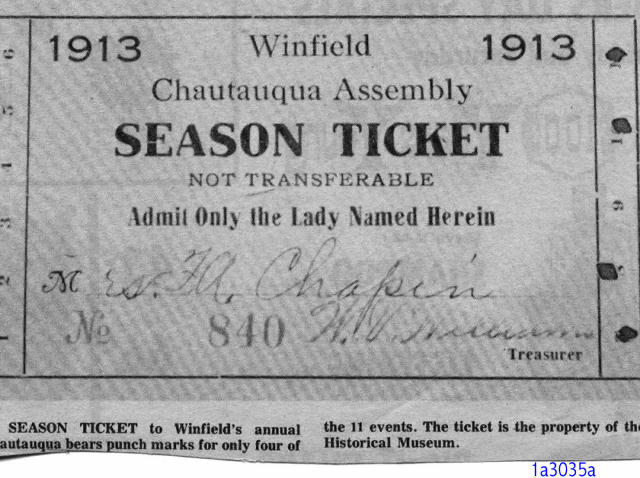 1913 Winfield 1913
Chautauqua Assembly
SEASON TICKET
NOT TRANSFERABLE
Admit Only the Lady Named Herein
Mrs. F.A. Chapin
No 840 W.V. Williams
Treasurer
SEASON TICKET to Winfield's annual
autauqua bears punch marks for only four of
the 11 events. The ticket is the property of the
Historical Museum.
1a3035a